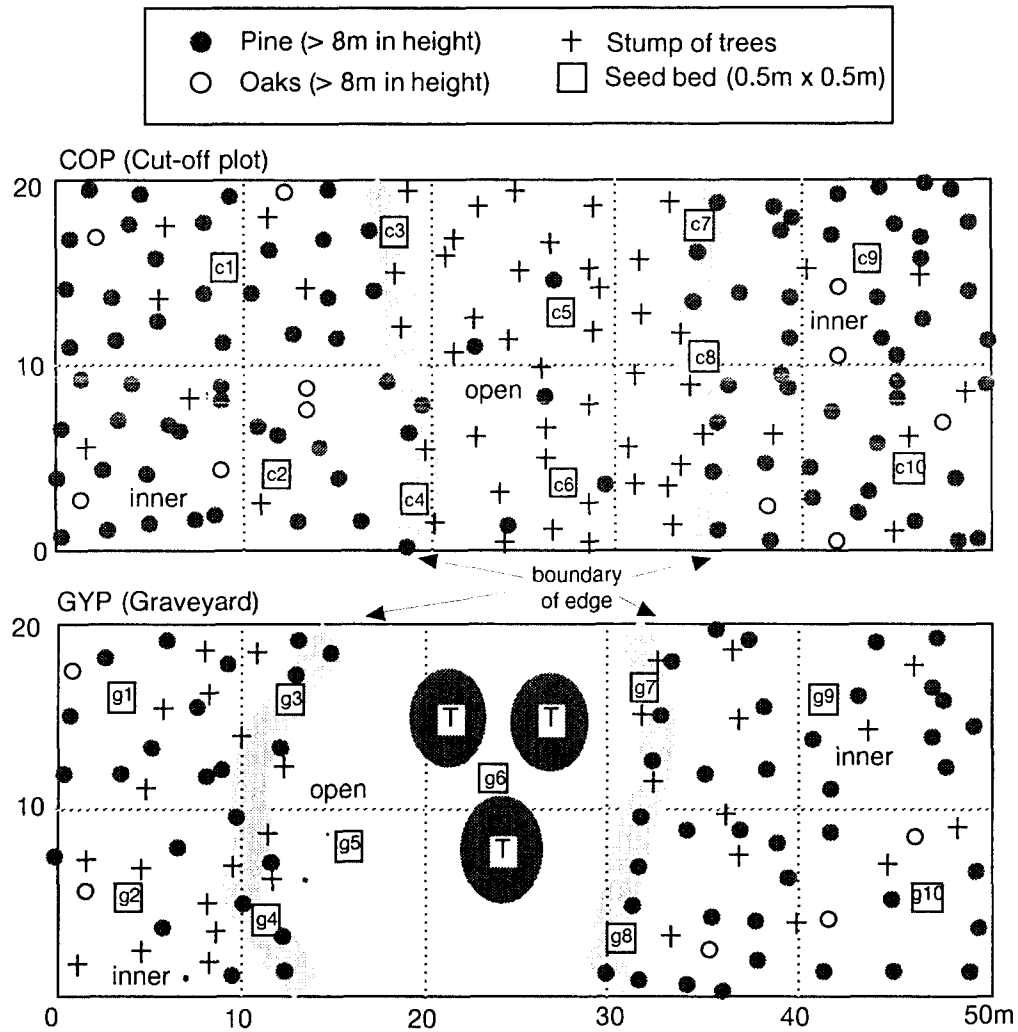 Pine (> 8m in height)
Stump of trees
Oaks (> 8m in height)
Seed bed (0.5m x 0.5m)
COP (Cut-off plot)
20
c3
c7
c1
c9
c5
inner
c8
10
open
c2
c6
c10
inner
c4
0
boundary
of edge
GYP (Graveyard)
20
g1
g3
g7
g9
T
T
inner
g6
open
10
g5
T
g2
g10
g4
g8
inner
0
10
20
30
40
50m